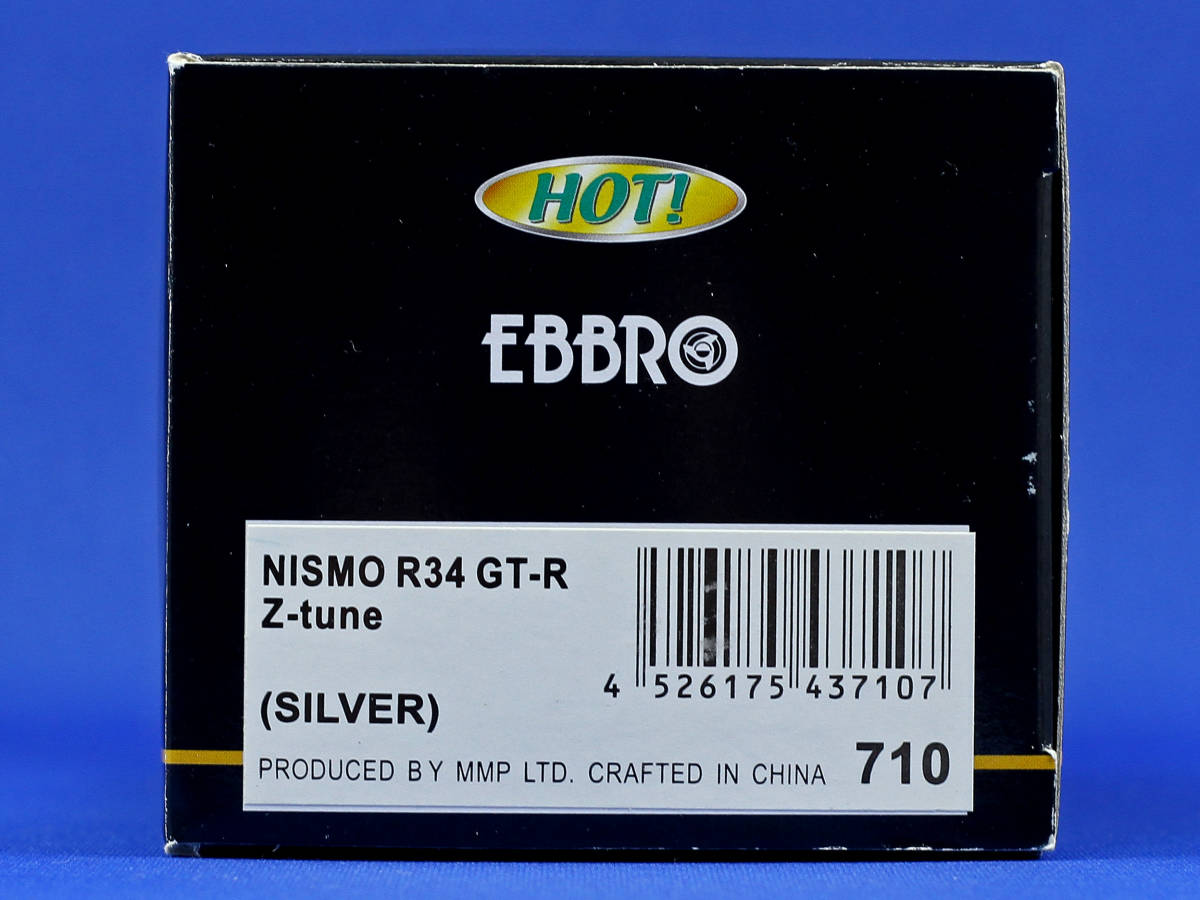 HOT!
EBBRO
NISMO R34 GT-R
Z-tune
(SILVER)
4 526175 437107
PRODUCED BY MMP LTD. CRAFTED IN CHINA 710